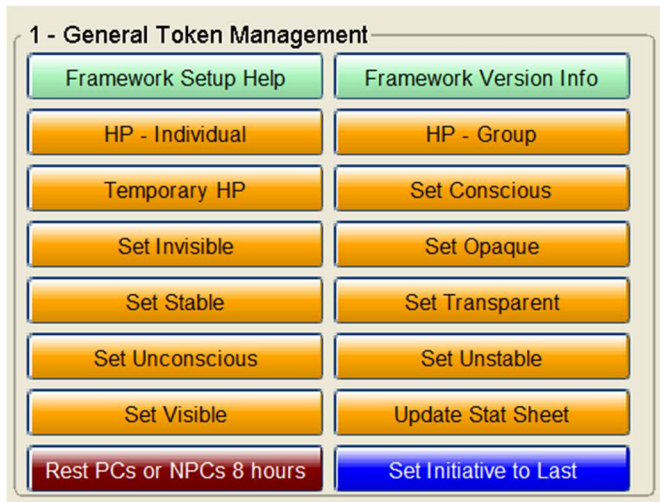 1 - General Token Management
Framework Setup Help
Framework Version Info
HP - Individual
HP - Group
Temporary HP
Set Conscious
Set Invisible
Set Opaque
Set Stable
Set Transparent
Set Unconscious
Set Unstable
Set Visible
Update Stat Sheet
Rest PCs or NPCs 8 hours
Set Initiative to Last